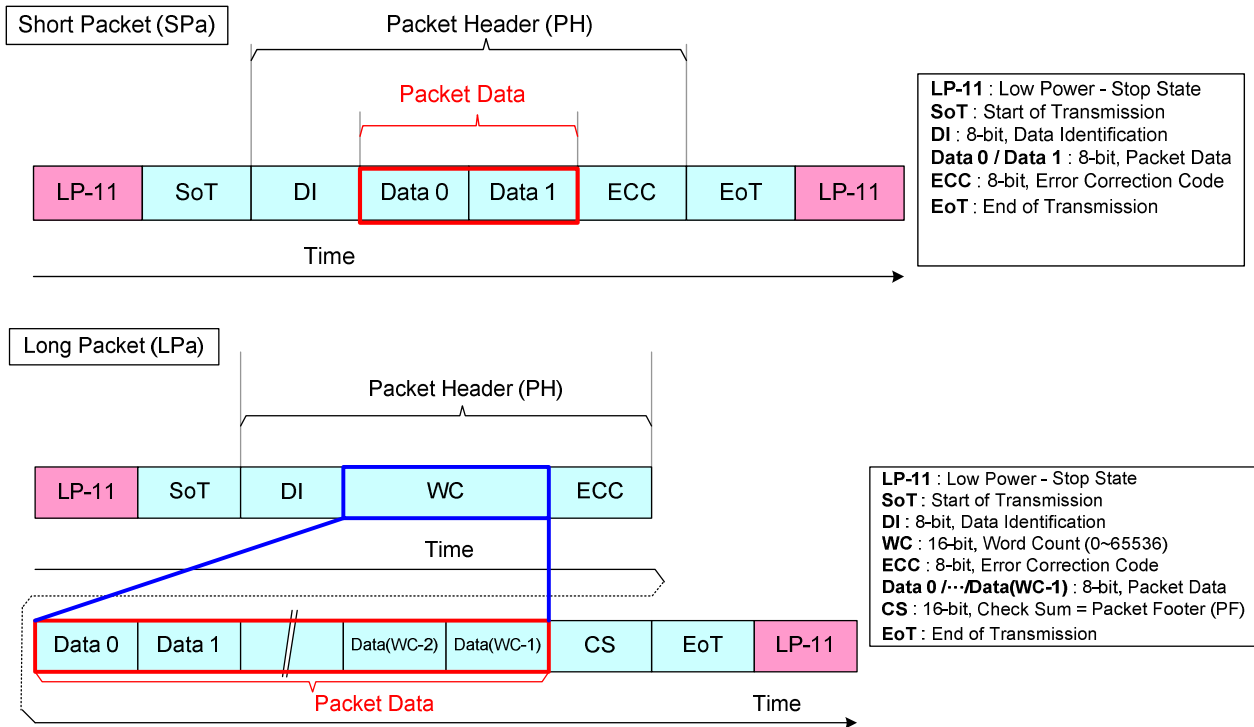 Short Packet (SPa)
Packet Header (PH)
Packet Data
LP-11 SoT DI Data 0 Data 1 ECC EoT LP-11
Time
LP-11 : Low Power - Stop State
SoT : Start of Transmission
DI : 8-bit, Data Identification
Data 0 / Data 1 : 8-bit, Packet Data
ECC : 8-bit, Error Correction Code
EoT : End of Transmission
Long Packet (LPa)
Packet Header (PH)
LP-11 SoT DI WC ECC
Time
Data 0 Data 1 Data(WC-2) Data(WC-1) CS EoT LP-11
Packet Data
Time
LP-11 : Low Power - Stop State
SoT : Start of Transmission
DI : 8-bit, Data Identification
WC : 16-bit, Word Count (0~65536)
ECC : 8-bit, Error Correction Code
Data 0 /···/Data(WC-1) : 8-bit, Packet Data
CS : 16-bit, Check Sum = Packet Footer (PF)
EoT : End of Transmission